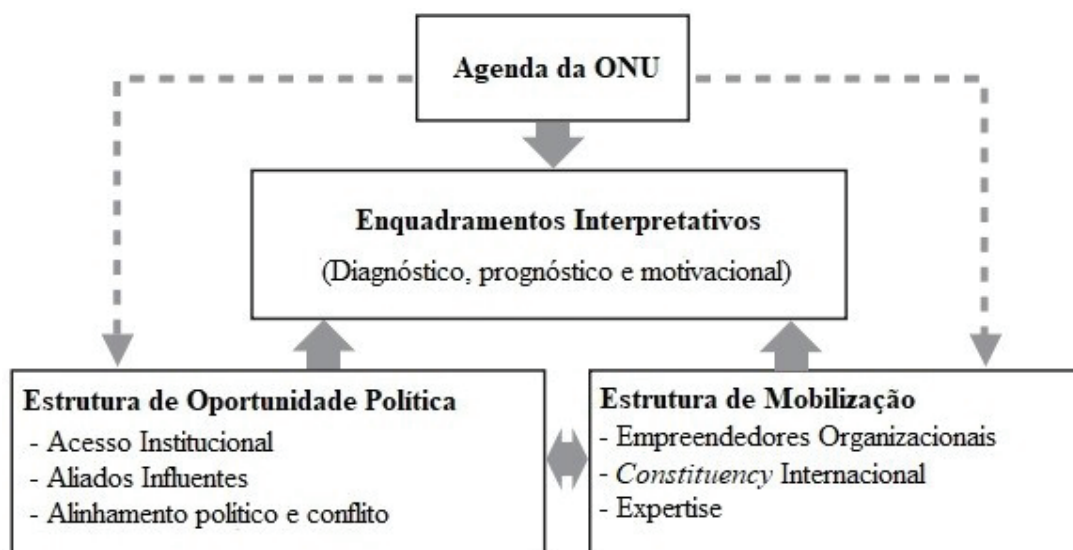 Agenda da ONU
Enquadramentos Interpretativos
(Diagnóstico, prognóstico e motivacional)
Estrutura de Oportunidade Política
- Acesso Institucional
- Aliados Influentes
- Alinhamento político e conflito
Estrutura de Mobilização
- Empreendedores Organizacionais
- Constituency Internacional
- Expertise